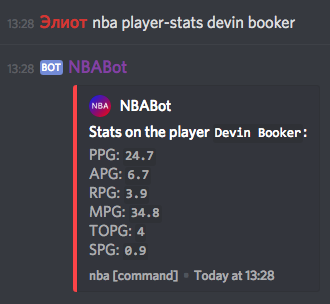 13:28 Элиот nba player-stats devin booker
13:28 BOT NBABot
NBA NBABot
Stats on the player Devin Booker:
PPG: 24.7
APG: 6.7
RPG: 3.9
MPG: 34.8
TOPG: 4
SPG: 0.9
nba [command] • Today at 13:28